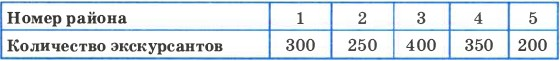 Номер района 1 2 3 4 5
Количество экскурсантов 300 250 400 350 200